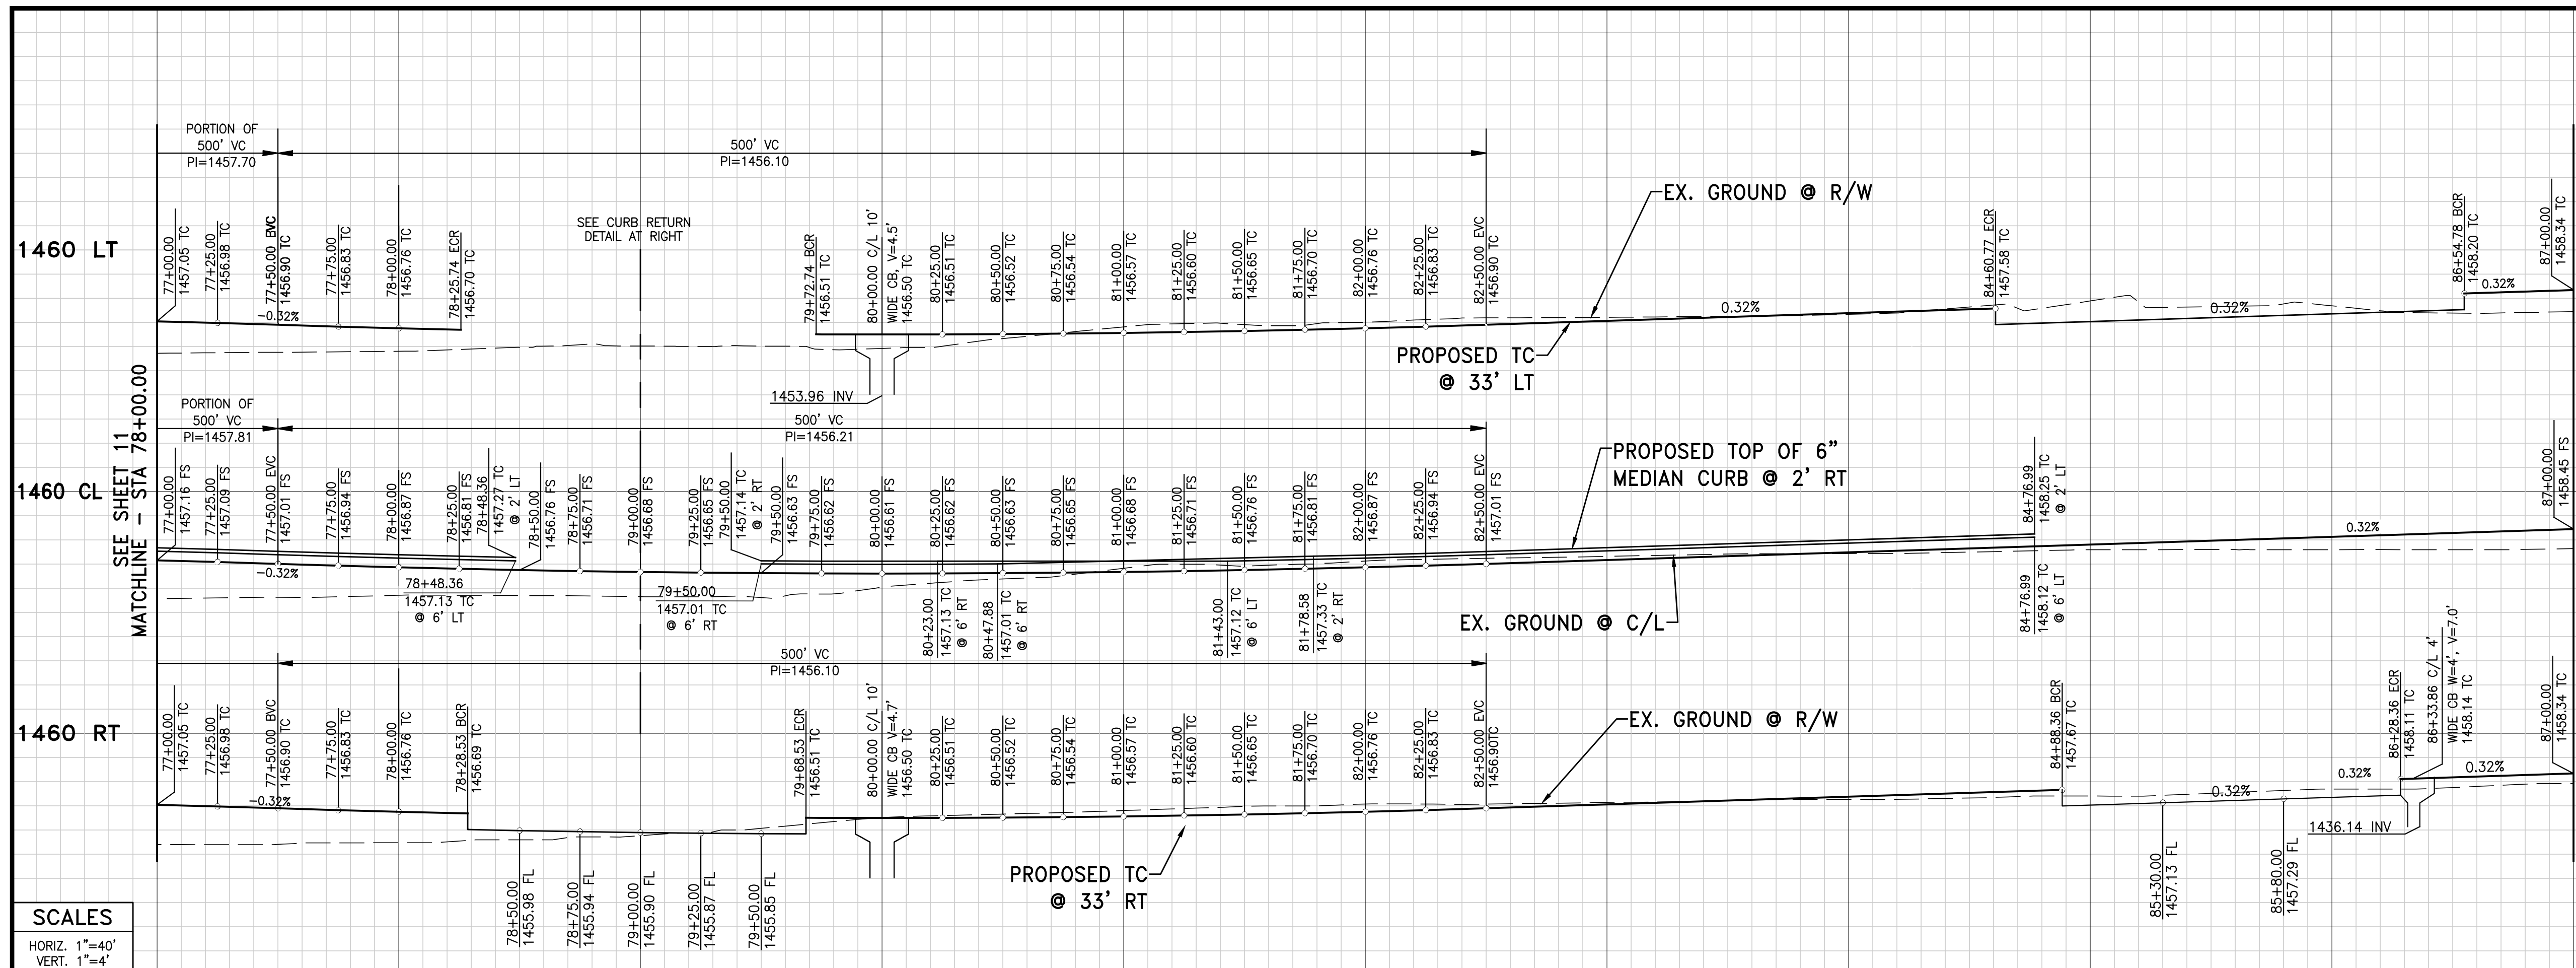 PORTION OF
500' VC
PI=1457.70
500' VC
PI=1456.10
1460 LT
77+00.00
1457.05 TC
77+25.00
1456.98 TC
77+50.00 BVC
1456.90 TC
77+75.00
1456.83 TC
78+00.00
1456.76 TC
78+25.74 ECR
1456.70 TC
SEE CURB RETURN
DETAIL AT RIGHT
79+72.74 BCR
1456.51 TC
80+00.00 C/L 10'
WIDE CB, V=4.5'
1456.50 TC
80+25.00
1456.51 TC
80+50.00
1456.52 TC
80+75.00
1456.54 TC
81+00.00
1456.57 TC
81+25.00
1456.60 TC
81+50.00
1456.65 TC
81+75.00
1456.70 TC
82+00.00
1456.76 TC
82+25.00
1456.83 TC
82+50.00 EVC
1456.90 TC
EX. GROUND @ R/W
84+60.77 ECR
1457.58 TC
86+54.78 BCR
1458.20 TC
87+00.00
1458.34 TC
-0.32%
0.32%
0.32%
0.32%
PROPOSED TC
@ 33' LT
1453.96 INV
SEE SHEET 11
MATCHLINE - STA 78+00.00
PORTION OF
500' VC
PI=1457.81
500' VC
PI=1456.21
1460 CL
77+00.00
1457.16 FS
77+25.00
1457.09 FS
77+50.00 EVC
1457.01 FS
77+75.00
1456.94 FS
78+00.00
1456.87 FS
78+25.00
1456.81 FS
78+48.36
1457.27 TC
@ 2' LT
78+50.00
1456.76 FS
78+75.00
1456.71 FS
79+00.00
1456.68 FS
79+25.00
1456.65 FS
79+50.00
1457.14 TC
@ 2' RT
79+50.00
1456.63 FS
79+75.00
1456.62 FS
80+00.00
1456.61 FS
80+25.00
1456.62 FS
80+50.00
1456.63 FS
80+75.00
1456.65 FS
81+00.00
1456.68 FS
81+25.00
1456.71 FS
81+50.00
1456.76 FS
81+75.00
1456.81 FS
82+00.00
1456.87 FS
82+25.00
1456.94 FS
82+50.00 EVC
1457.01 FS
PROPOSED TOP OF 6"
MEDIAN CURB @ 2' RT
84+76.99
1458.25 TC
@ 2' LT
87+00.00
1458.45 FS
-0.32%
0.32%
78+48.36
1457.13 TC
@ 6' LT
79+50.00
1457.01 TC
@ 6' RT
80+23.00
1457.13 TC
@ 6' RT
80+47.88
1457.01 TC
@ 6' RT
81+43.00
1457.12 TC
@ 6' LT
81+78.58
1457.33 TC
@ 2' RT
EX. GROUND @ C/L
84+76.99
1458.12 TC
@ 6' LT
500' VC
PI=1456.10
1460 RT
77+00.00
1457.05 TC
77+25.00
1456.98 TC
77+50.00 BVC
1456.90 TC
77+75.00
1456.83 TC
78+00.00
1456.76 TC
78+28.53 BCR
1456.69 TC
79+68.53 ECR
1456.51 TC
80+00.00 C/L 10'
WIDE CB V=4.7'
1456.50 TC
80+25.00
1456.51 TC
80+50.00
1456.52 TC
80+75.00
1456.54 TC
81+00.00
1456.57 TC
81+25.00
1456.60 TC
81+50.00
1456.65 TC
81+75.00
1456.70 TC
82+00.00
1456.76 TC
82+25.00
1456.83 TC
82+50.00 EVC
1456.90TC
EX. GROUND @ R/W
84+88.36 BCR
1457.67 TC
86+28.36 ECR
1458.11 TC
86+33.86 C/L 4'
WIDE CB W=4', V=7.0'
1458.14 TC
87+00.00
1458.34 TC
-0.32%
0.32%
0.32%
0.32%
1436.14 INV
PROPOSED TC
@ 33' RT
78+50.00
1455.98 FL
78+75.00
1455.94 FL
79+00.00
1455.90 FL
79+25.00
1455.87 FL
79+50.00
1455.85 FL
85+30.00
1457.13 FL
85+80.00
1457.29 FL
SCALES
HORIZ. 1"=40'
VERT. 1"=4'